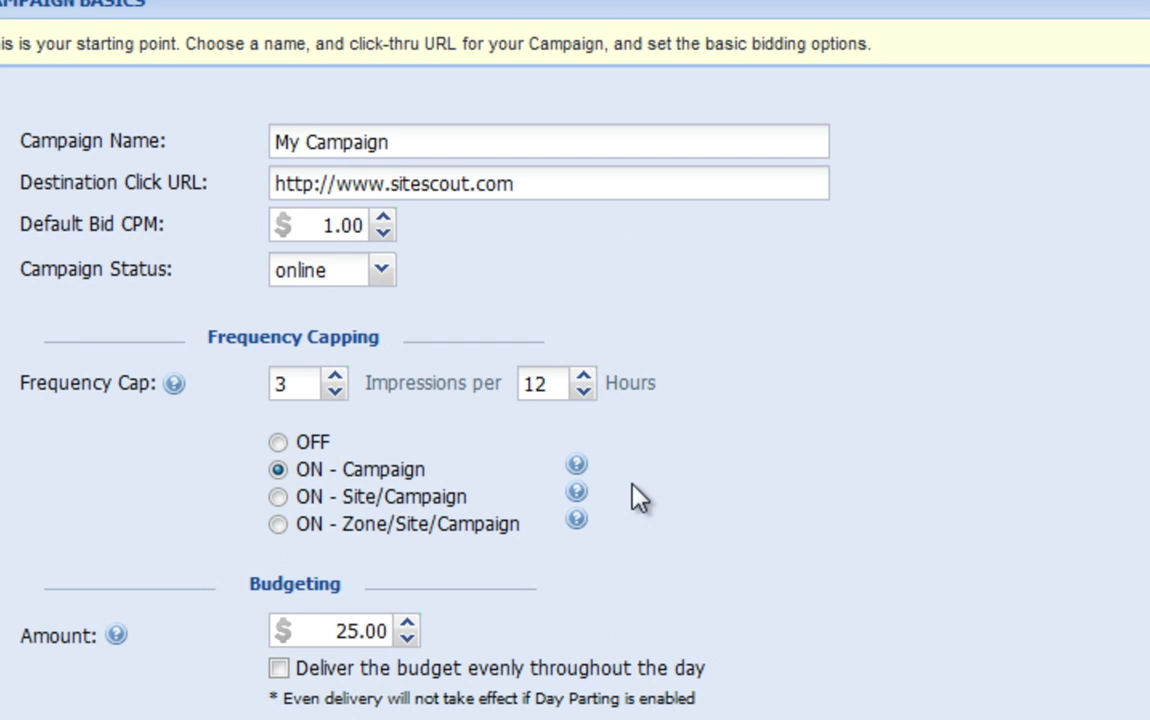 CAMPAIGN BASICS
is is your starting point. Choose a name, and click-thru URL for your Campaign, and set the basic bidding options.
Campaign Name: My Campaign
Destination Click URL: http://www.sitescout.com
Default Bid CPM: $ 1.00
Campaign Status: online
Frequency Capping
Frequency Cap: ? 3 Impressions per 12 Hours
OFF
ON - Campaign ?
ON - Site/Campaign ?
ON - Zone/Site/Campaign ?
Budgeting
Amount: ? $ 25.00
Deliver the budget evenly throughout the day
* Even delivery will not take effect if Day Parting is enabled